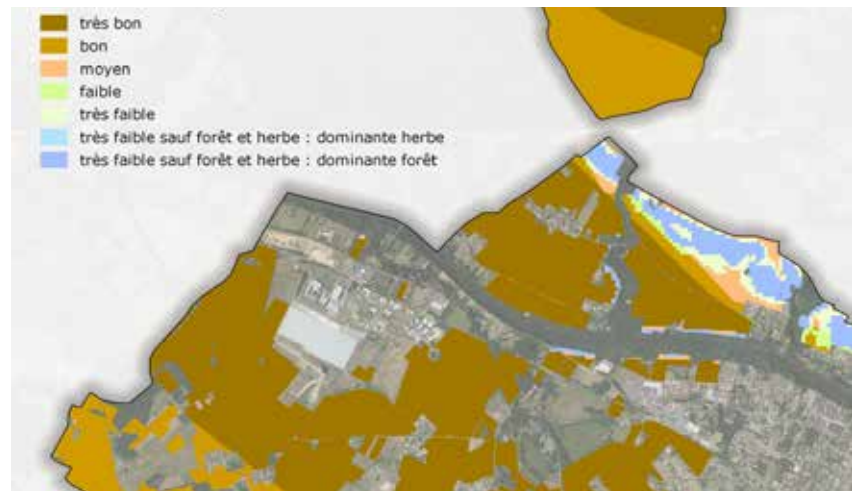 très bon
bon
moyen
faible
très faible
très faible sauf forêt et herbe : dominante herbe
très faible sauf forêt et herbe : dominante forêt